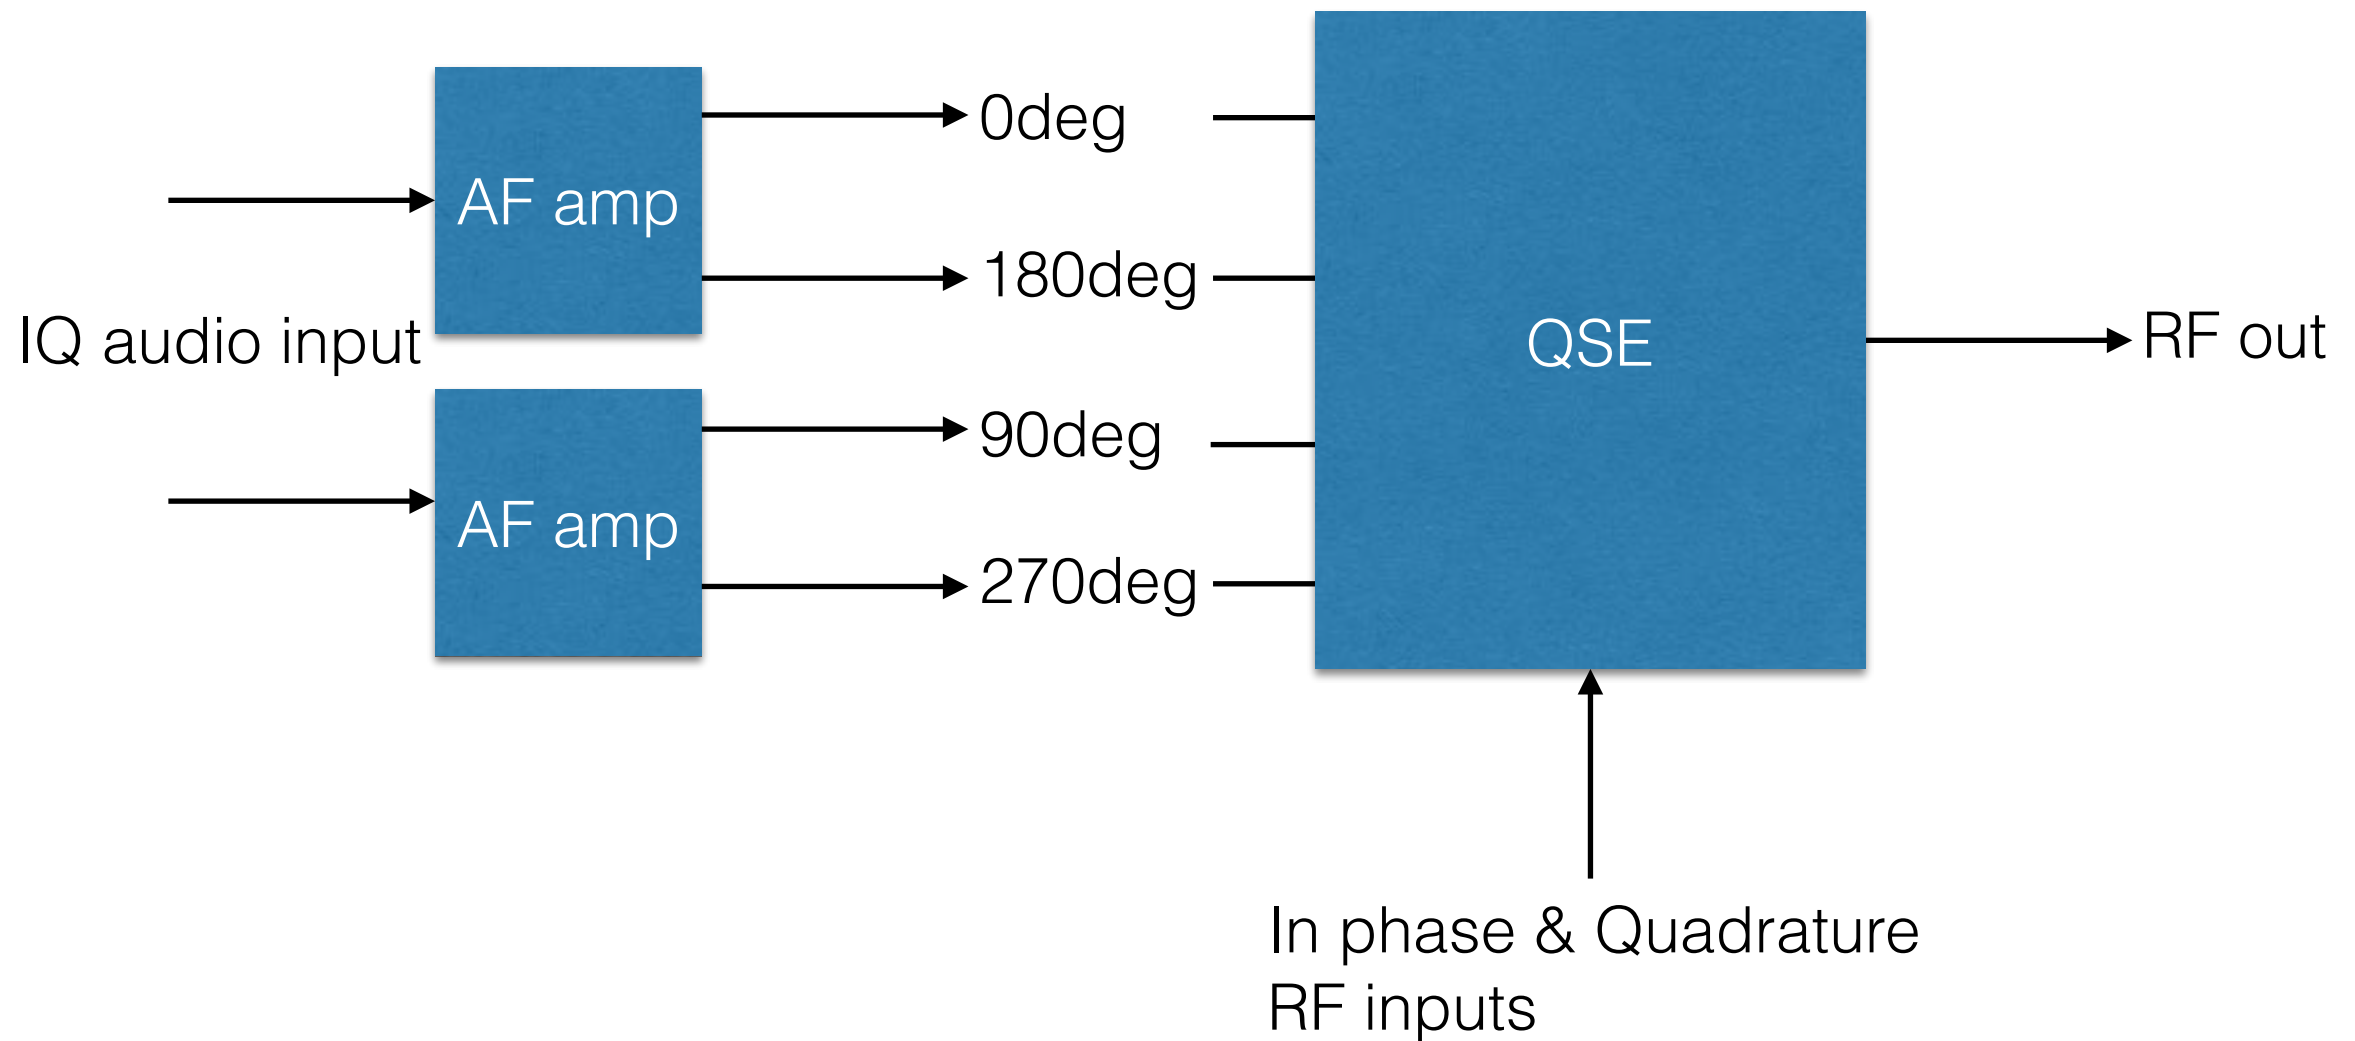 0deg
AF amp
180deg
IQ audio input
QSE
RF out
90deg
AF amp
270deg
In phase & Quadrature
RF inputs